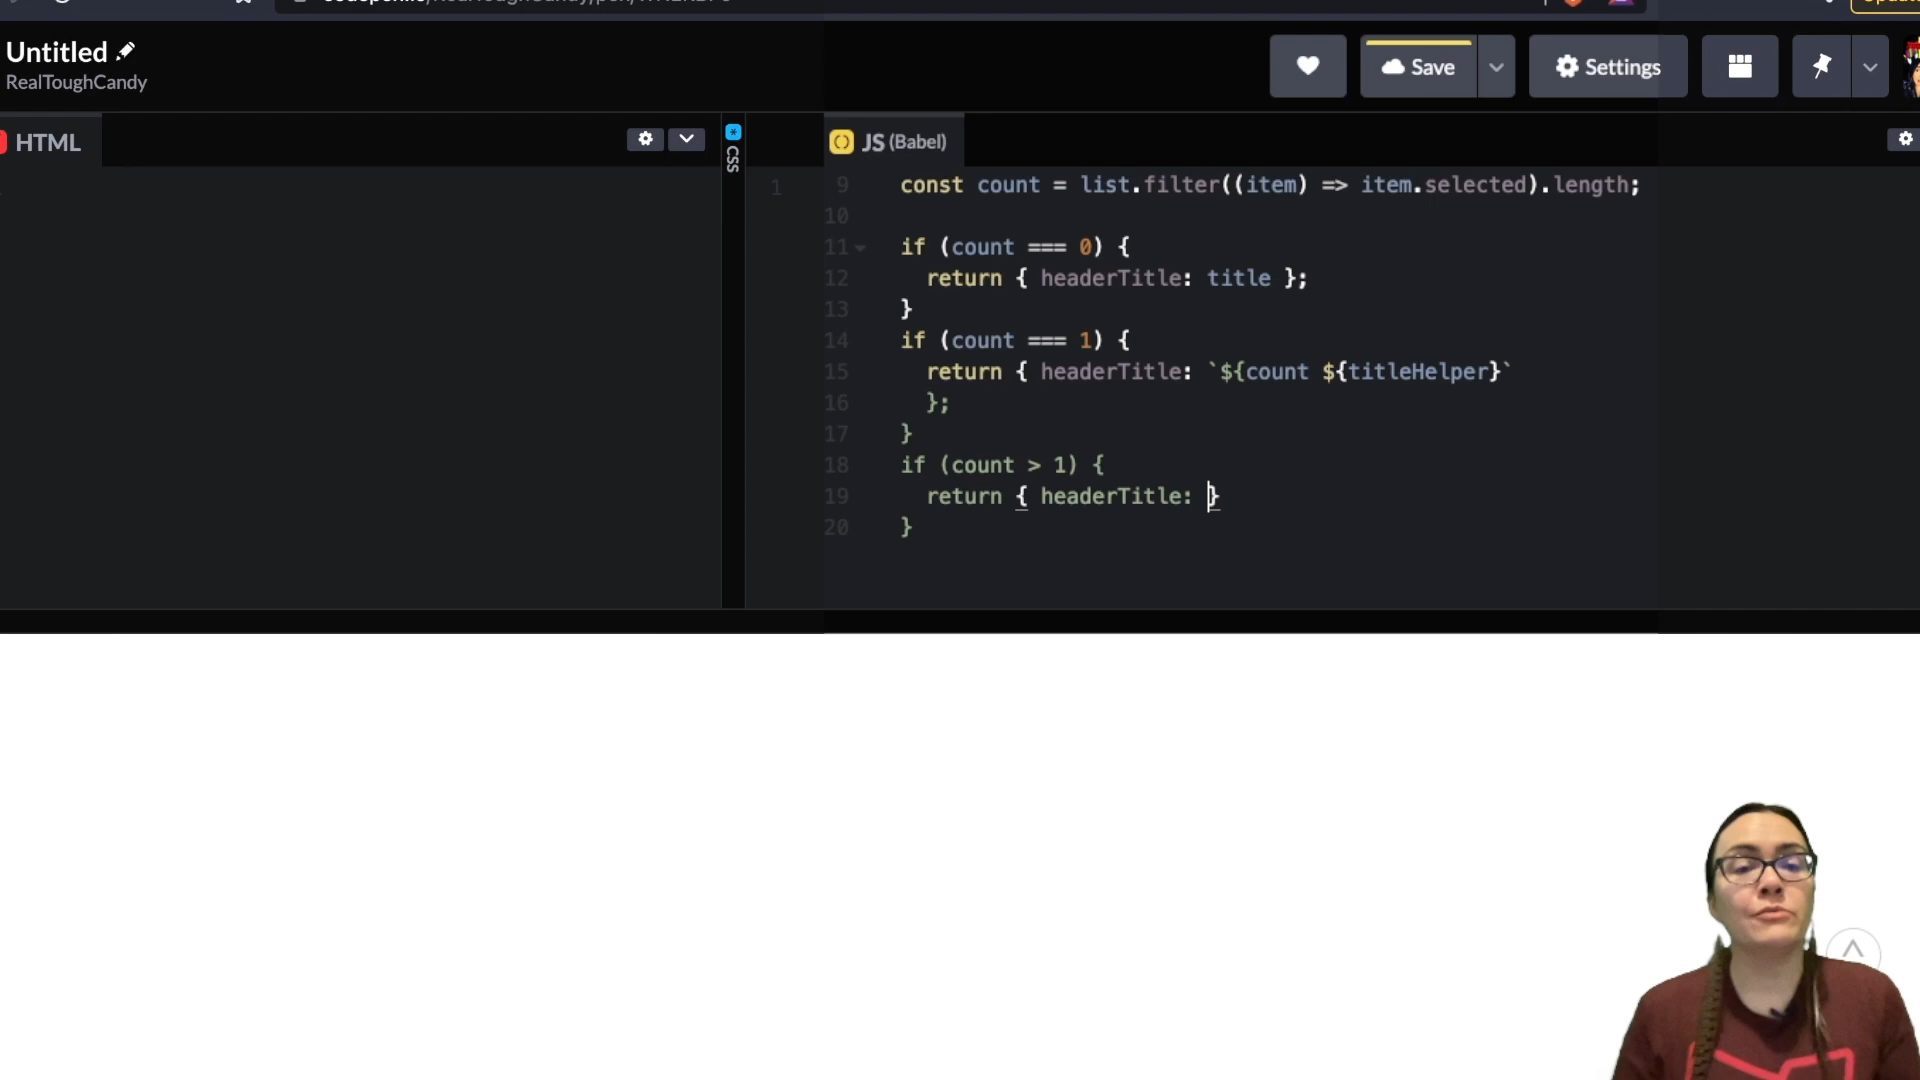 Untitled
RealToughCandy
Save
Settings
HTML
CSS
JS (Babel)
1
9 const count = list.filter((item) => item.selected).length;
10
11 if (count === 0) {
12 return { headerTitle: title };
13 }
14 if (count === 1) {
15 return { headerTitle: `${count ${titleHelper}`
16 };
17 }
18 if (count > 1) {
19 return { headerTitle: }
20 }